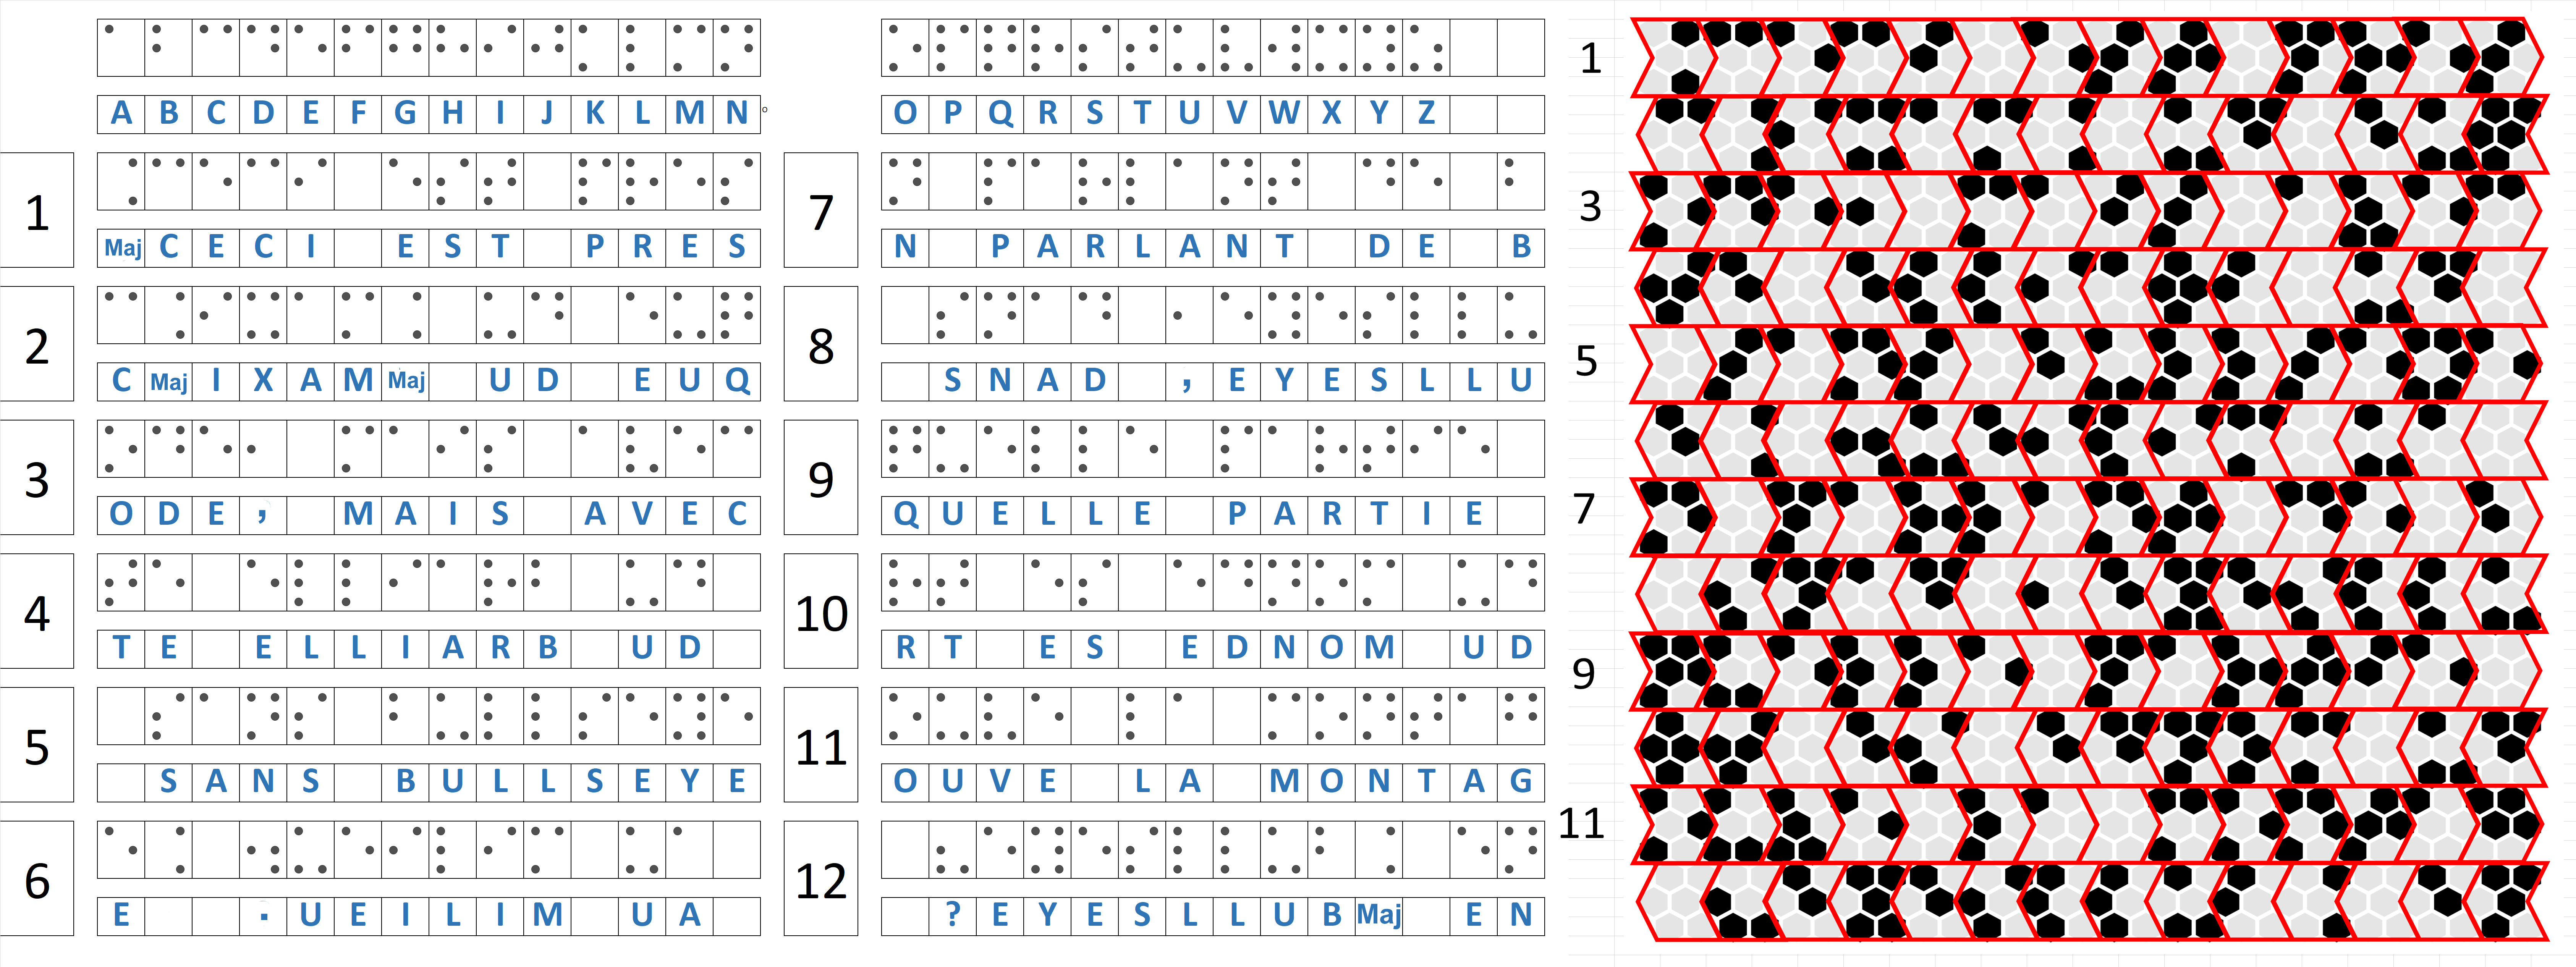 A B C D E F G H I J K L M N
1
Maj C E C I E S T P R E S
2
C Maj I X A M Maj U D E U Q
3
O D E , M A I S A V E C
4
T E E L L I A R B U D
5
S A N S B U L L S E Y E
6
E . U E I L I M U A
O P Q R S T U V W X Y Z
7
N P A R L A N T D E B
8
S N A D , E Y E S L L U
9
Q U E L L E P A R T I E
10
R T E S E D N O M U D
11
O U V E L A M O N T A G
12
? E Y E S L L U B Maj E N
1
3
5
7
9
11